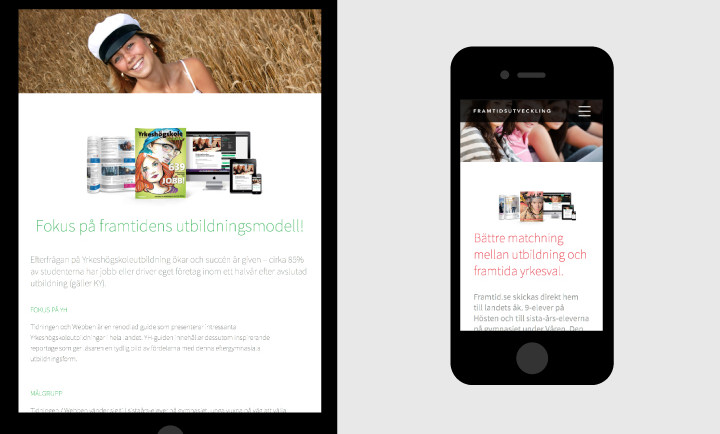 Yrkeshögskole
639
JOBB!
Fokus på framtidens utbildningsmodell!
Efterfrågan på Yrkeshögskoleutbildning ökar och succén är given – cirka 85%
av studenterna har jobb eller driver eget företag inom ett halvår efter avslutad
utbildning (gäller KY).
FOKUS PÅ YH
Tidningen och Webben är en renodlad guide som presenterar intressanta
Yrkeshögskoleutbildningar i hela landet. YH-guiden innehåller dessutom inspirerande
reportage som ger läsaren en tydlig bild av fördelarna med denna eftergymnasiala
utbildningsform.
MÅLGRUPP
FRAMTIDSUTVECKLING
Bättre matchning
mellan utbildning och
framtida yrkesval.
Framtid.se skickas direkt hem
till landets åk. 9-elever på
Hösten och till sista-års-eleverna
på gymnasiet under Våren. Den